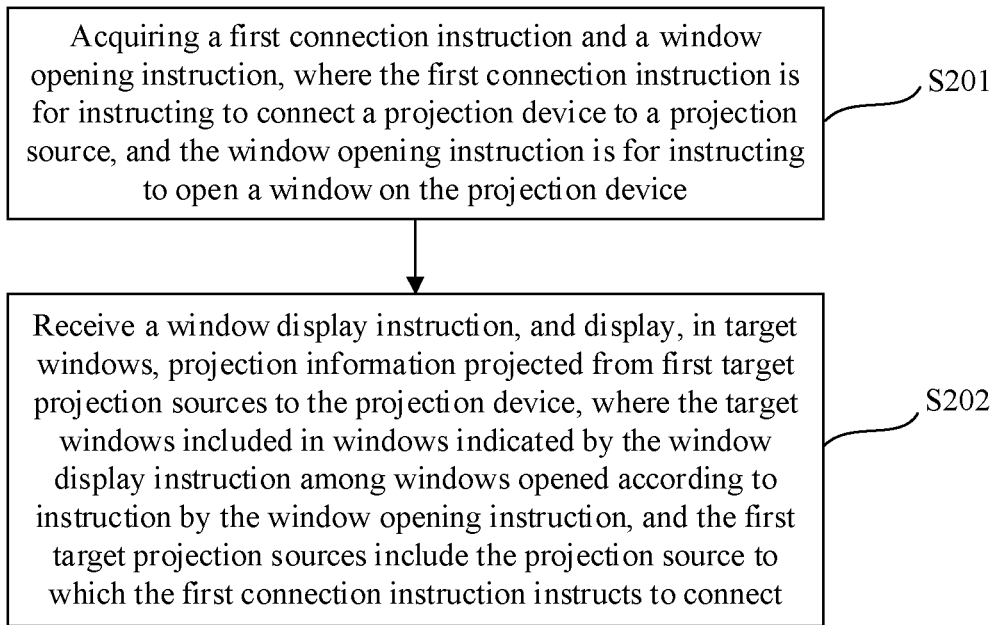 Acquiring a first connection instruction and a window
opening instruction, where the first connection instruction is
for instructing to connect a projection device to a projection
source, and the window opening instruction is for instructing
to open a window on the projection device
S201
Receive a window display instruction, and display, in target
windows, projection information projected from first target
projection sources to the projection device, where the target
windows included in windows indicated by the window
display instruction among windows opened according to
instruction by the window opening instruction, and the first
target projection sources include the projection source to
which the first connection instruction instructs to connect
S202